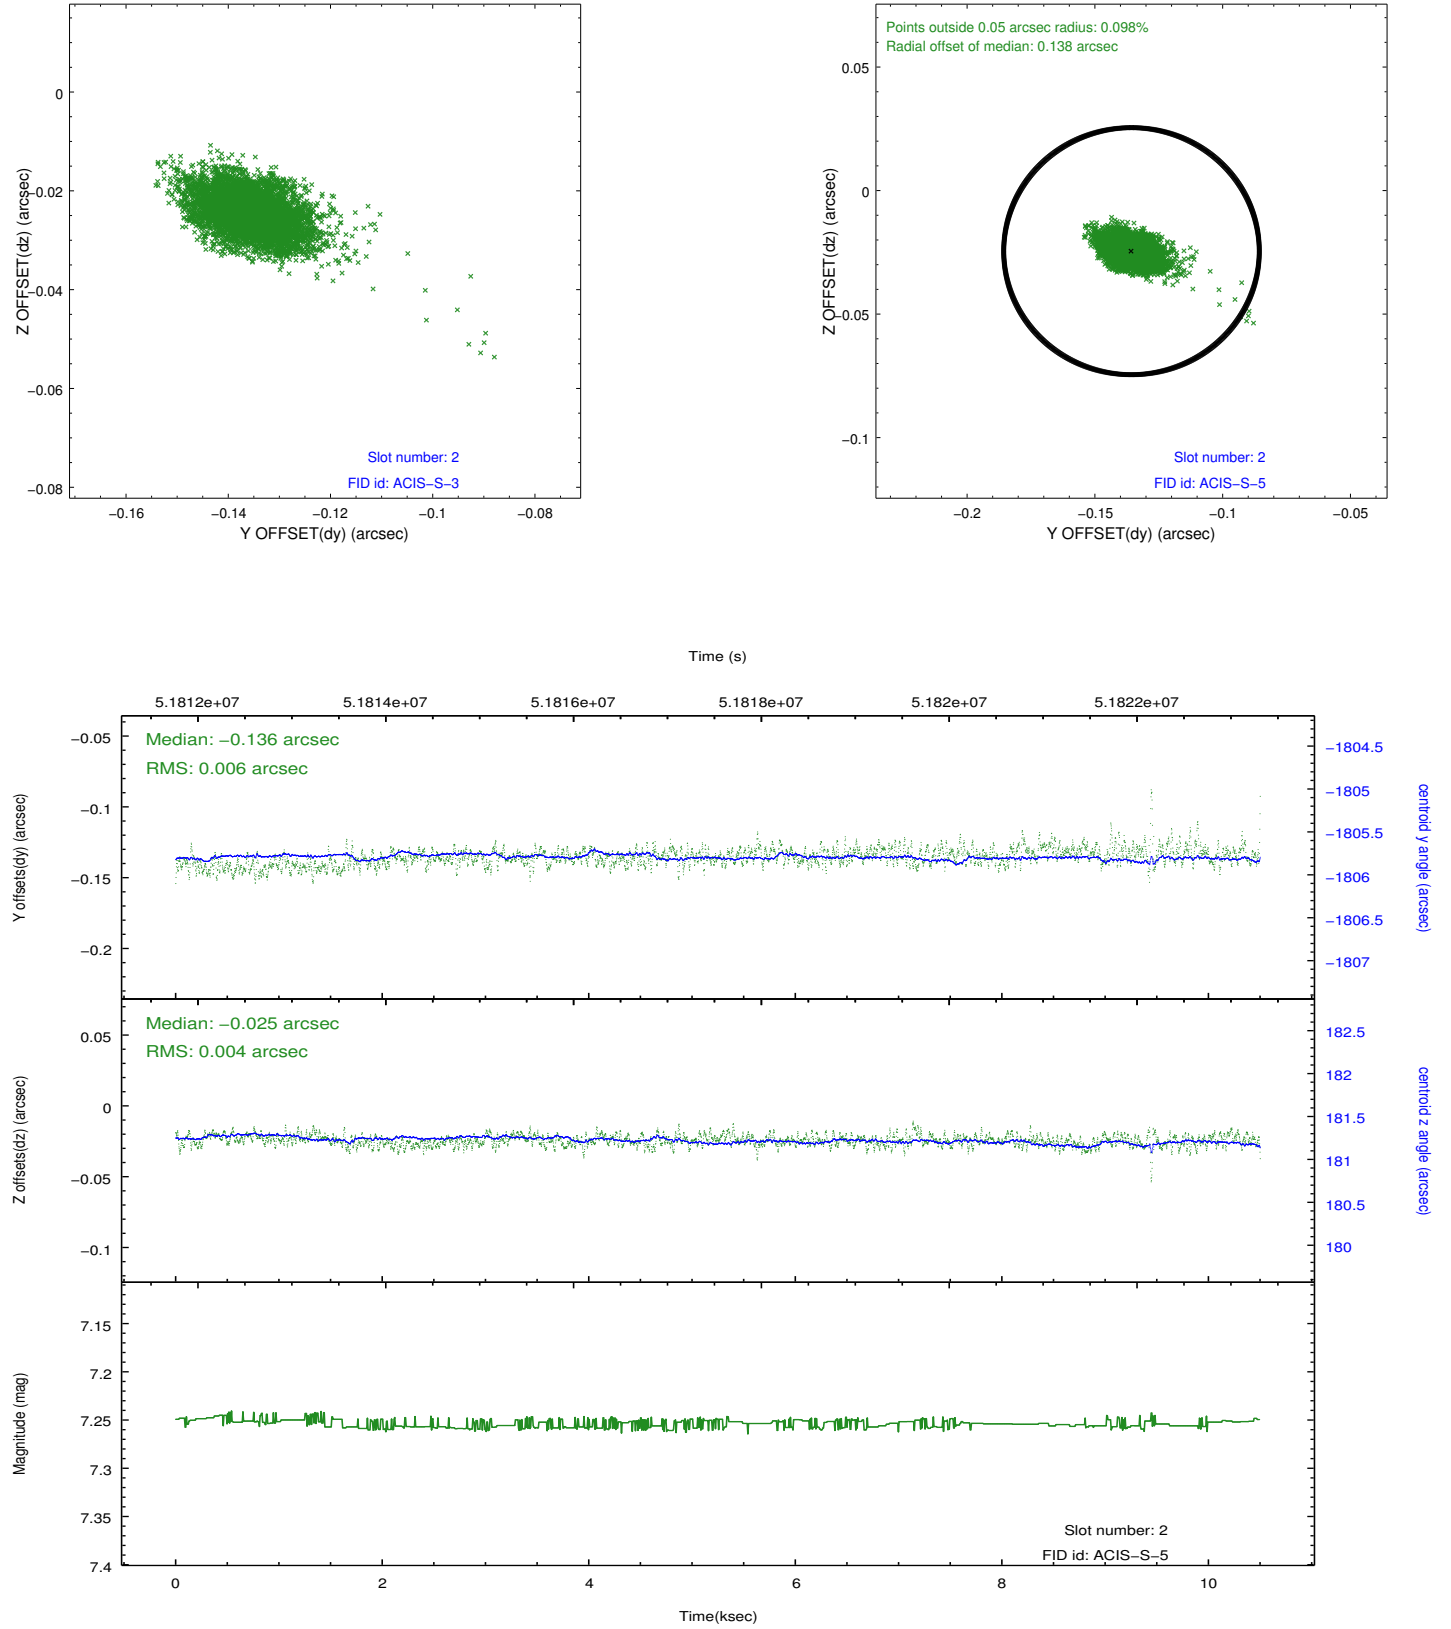 0
−0.02
−0.04
−0.06
−0.08
Z OFFSET(dz) (arcsec)
Slot number: 2
FID id: ACIS−S−3
−0.16
−0.14
−0.12
−0.1
−0.08
Y OFFSET(dy) (arcsec)
Points outside 0.05 arcsec radius: 0.098%
Radial offset of median: 0.138 arcsec
0.05
0
−0.05
−0.1
Z OFFSET(dz) (arcsec)
Slot number: 2
FID id: ACIS−S−5
−0.2
−0.15
−0.1
−0.05
Y OFFSET(dy) (arcsec)
Time (s)
5.1812e+07
5.1814e+07
5.1816e+07
5.1818e+07
5.182e+07
5.1822e+07
Median: −0.136 arcsec
RMS: 0.006 arcsec
−0.05
−0.1
−0.15
−0.2
Y offsets(dy) (arcsec)
−1804.5
−1805
−1805.5
−1806
−1806.5
−1807
centroid y angle (arcsec)
Median: −0.025 arcsec
RMS: 0.004 arcsec
0.05
0
−0.05
−0.1
Z offsets(dz) (arcsec)
182.5
182
181.5
181
180.5
180
centroid z angle (arcsec)
7.15
7.2
7.25
7.3
7.35
7.4
Magnitude (mag)
Slot number: 2
FID id: ACIS−S−5
0
2
4
6
8
10
Time(ksec)